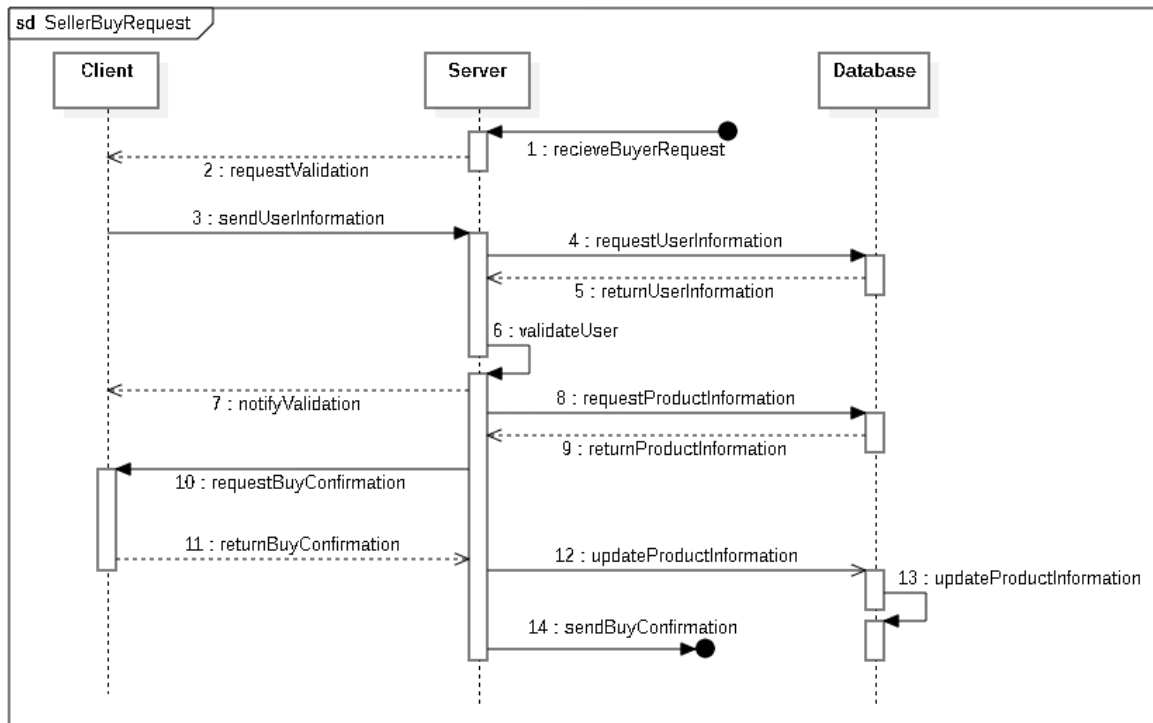 sd SellerBuyRequest
Client
Server
Database
1 : recieveBuyerRequest
2 : requestValidation
3 : sendUserInformation
4 : requestUserInformation
5 : returnUserInformation
6 : validateUser
7 : notifyValidation
8 : requestProductInformation
9 : returnProductInformation
10 : requestBuyConfirmation
11 : returnBuyConfirmation
12 : updateProductInformation
13 : updateProductInformation
14 : sendBuyConfirmation